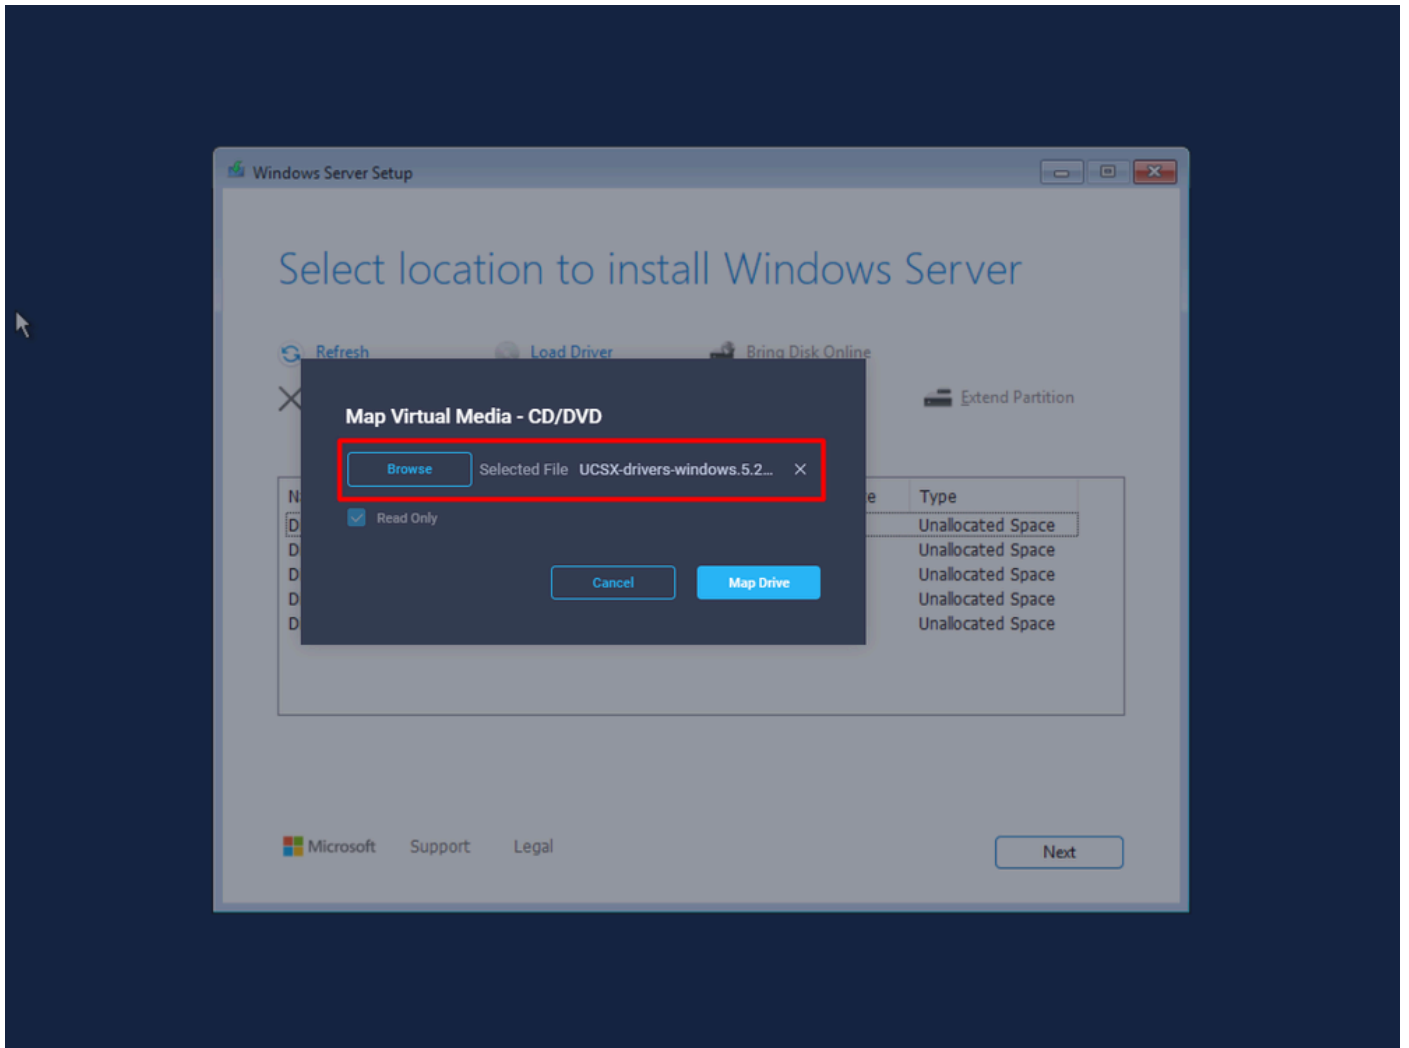 Windows Server Setup
Select location to install Windows Server
Refresh Load Driver Bring Disk Online
Extend Partition
Map Virtual Media - CD/DVD
Browse Selected File UCSX-drivers-windows.5.2...
Read Only
Cancel Map Drive
Type
Unallocated Space
Unallocated Space
Unallocated Space
Unallocated Space
Unallocated Space
Microsoft Support Legal
Next